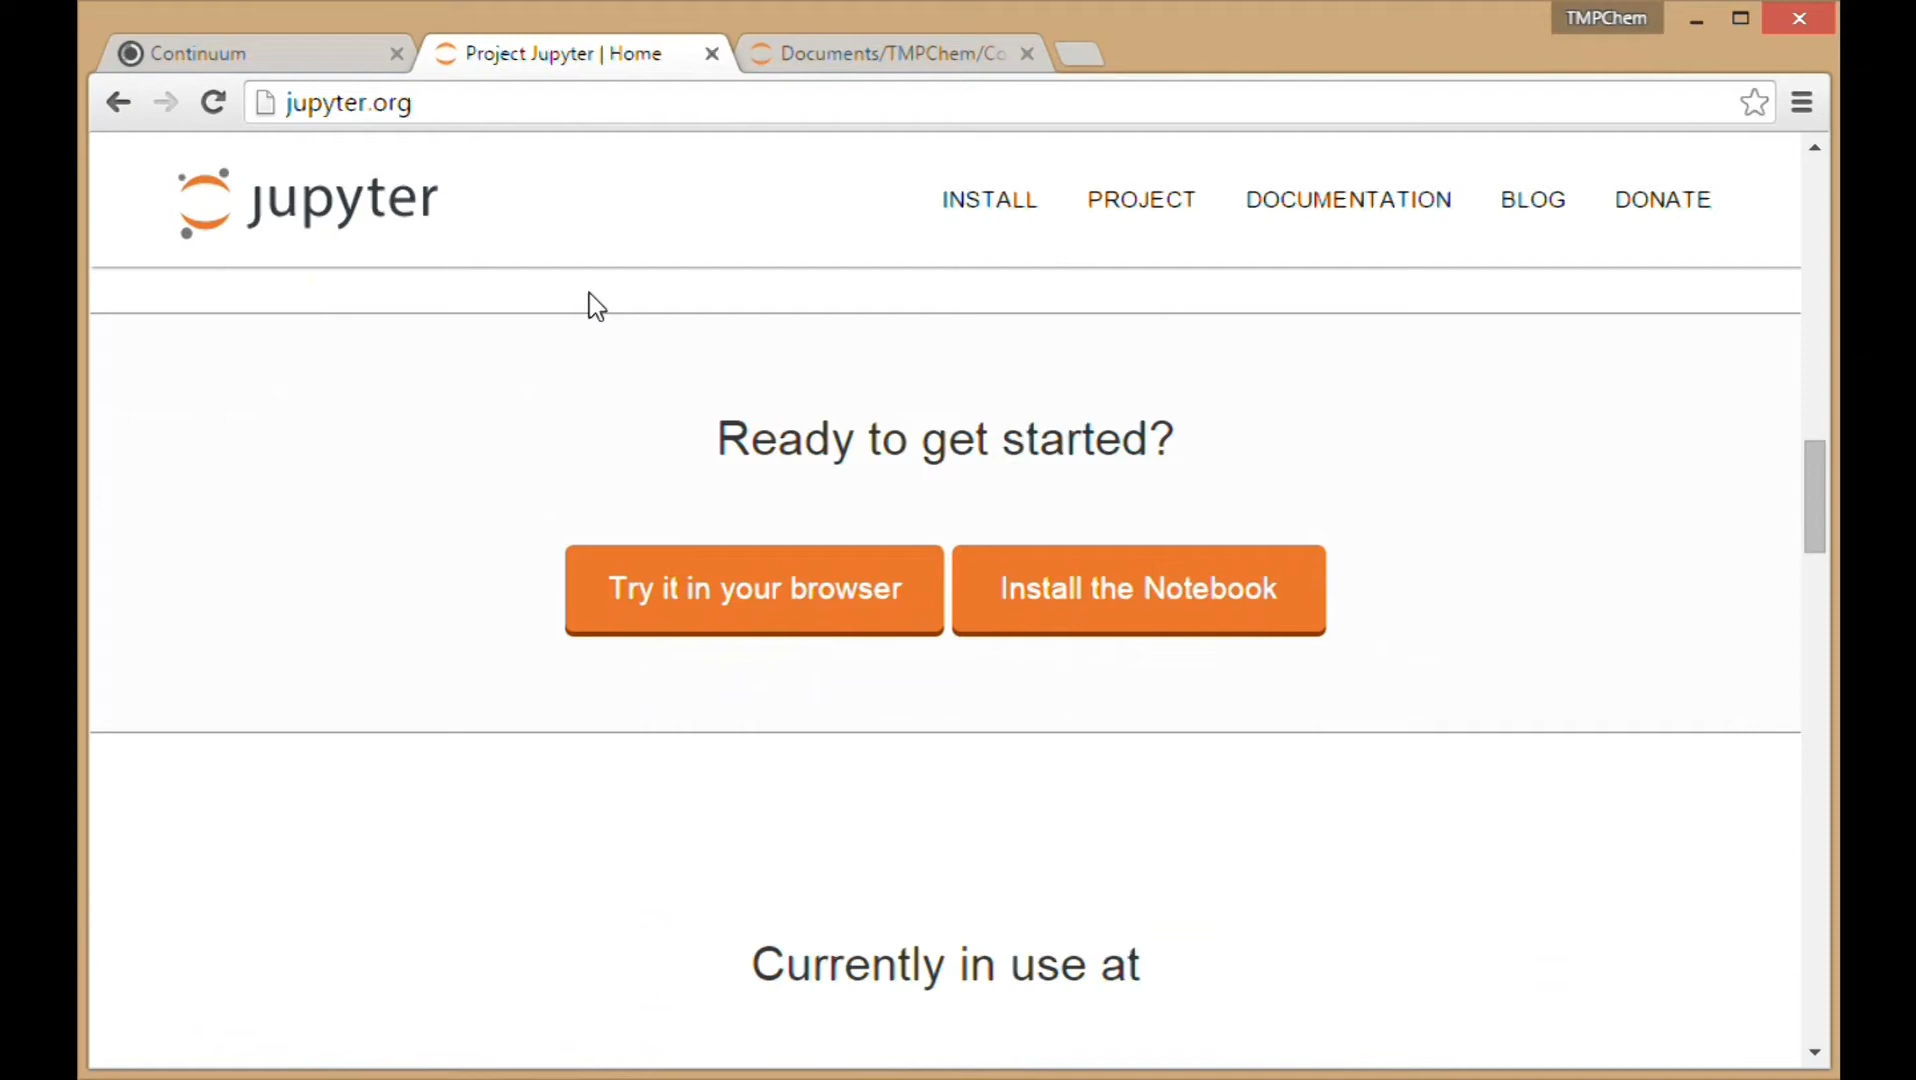 TMPChem
Continuum
Project Jupyter | Home
Documents/TMPChem/Co
jupyter.org
jupyter
INSTALL
PROJECT
DOCUMENTATION
BLOG
DONATE
Ready to get started?
Try it in your browser
Install the Notebook
Currently in use at